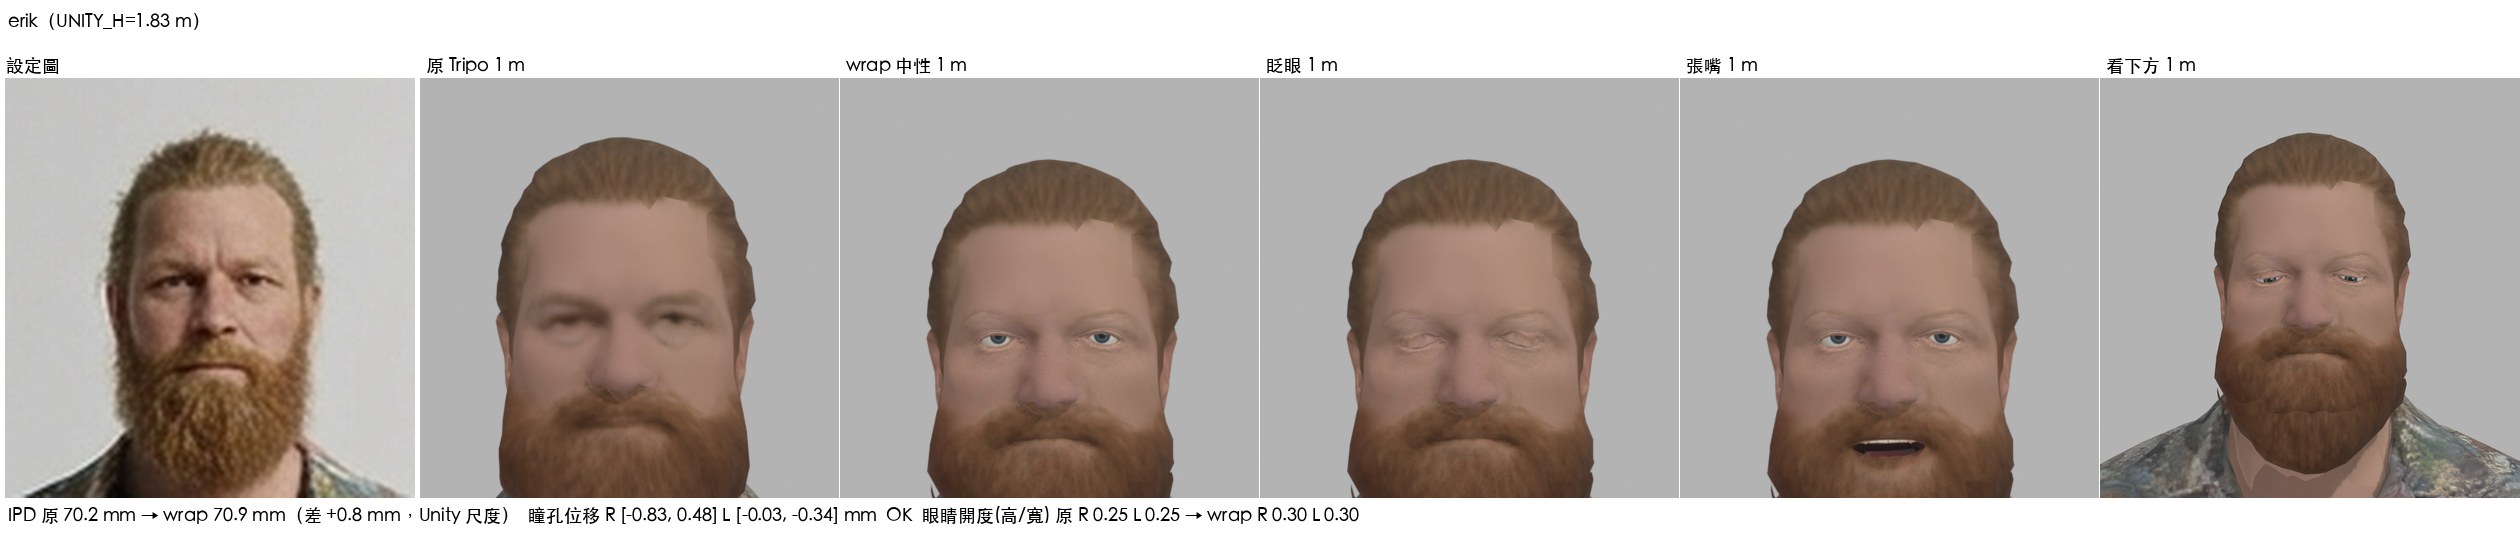 erik（UNITY_H=1.83 m）
設定圖
原 Tripo 1 m
wrap 中性 1 m
眨眼 1 m
張嘴 1 m
看下方 1 m
IPD 原 70.2 mm → wrap 70.9 mm（差 +0.8 mm，Unity 尺度） 瞳孔位移 R [-0.83, 0.48] L [-0.03, -0.34] mm OK 眼睛開度(高/寬) 原 R 0.25 L 0.25 → wrap R 0.30 L 0.30